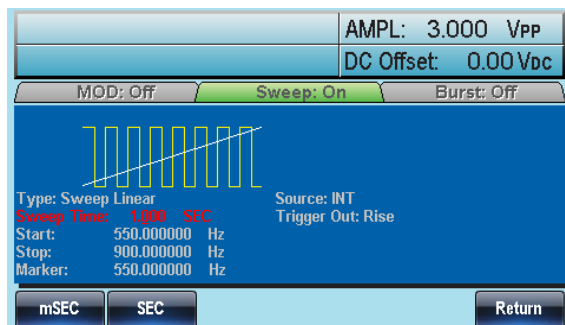 AMPL: 3.000 VPP
DC Offset: 0.00 VDC
MOD: Off Sweep: On Burst: Off
Type: Sweep Linear Source: INT
Sweep Time: 1.000 SEC Trigger Out: Rise
Start: 550.000000 Hz
Stop: 900.000000 Hz
Marker: 550.000000 Hz
mSEC SEC Return